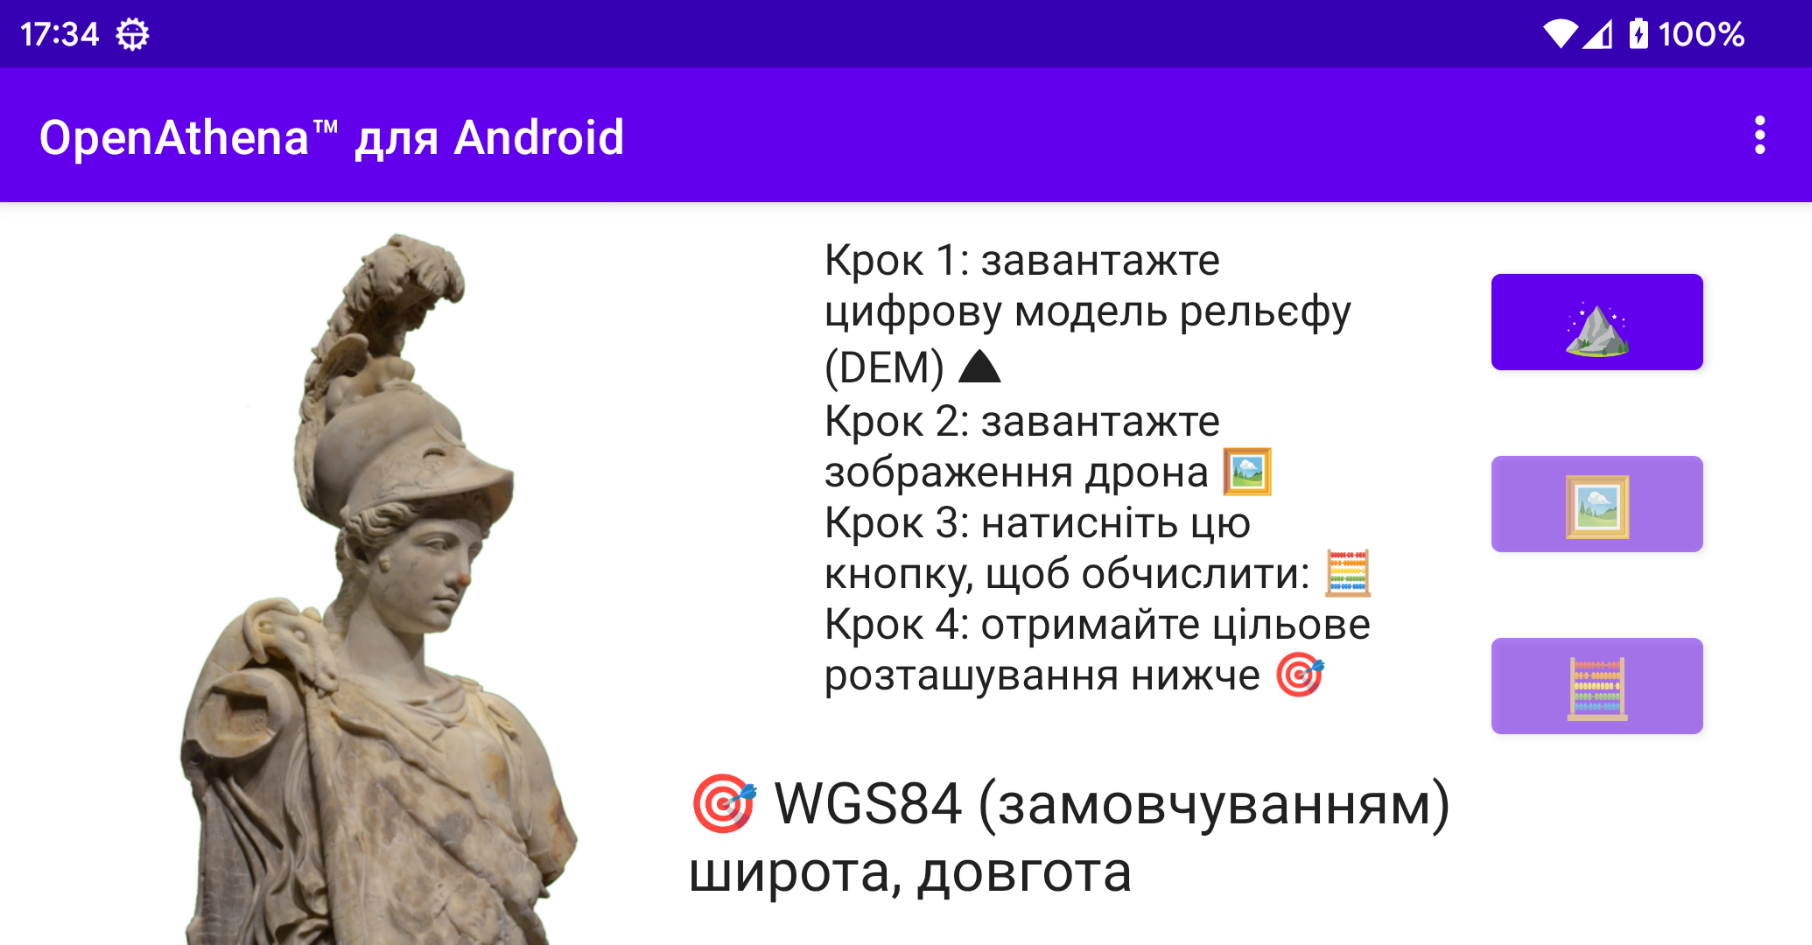 17:34
100%
OpenAthena™ для Android
Крок 1: завантажте
цифрову модель рельєфу
(DEM)
Крок 2: завантажте
зображення дрона
Крок 3: натисніть цю
кнопку, щоб обчислити:
Крок 4: отримайте цільове
розташування нижче
WGS84 (замовчуванням)
широта, довгота